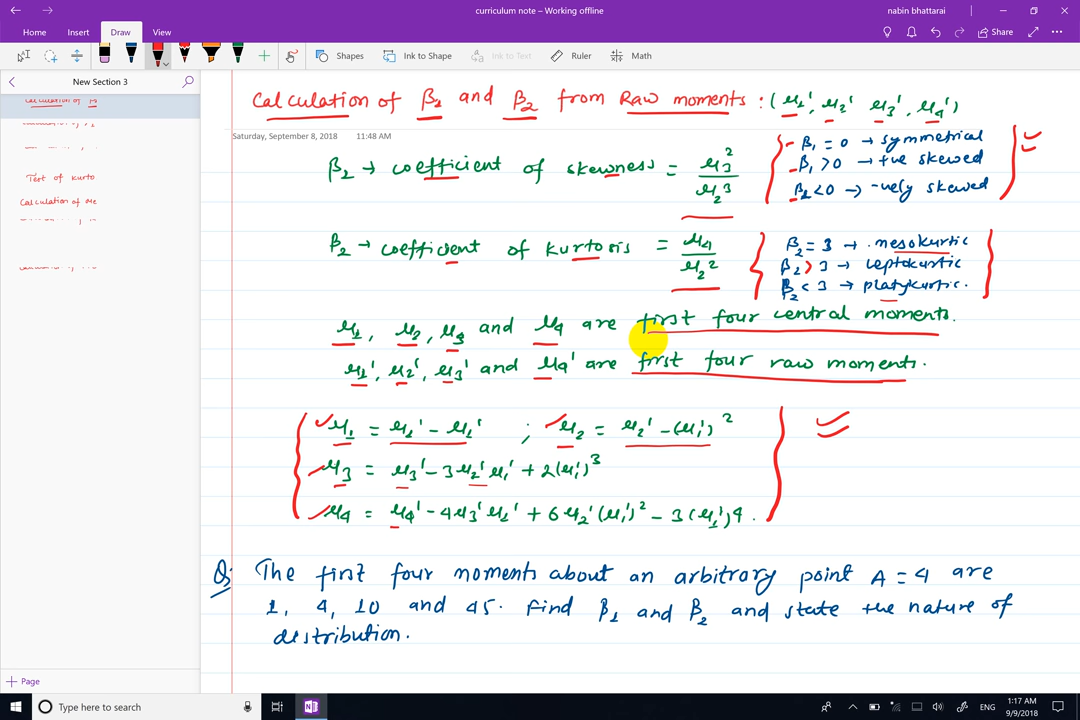 curriculum note – Working offline
nabin bhattarai
Home Insert Draw View
Share
Shapes Ink to Shape Ink to Text Ruler Math
New Section 3
Test of kurto
Calculation of Me
Page
Calculation of β1 and β2 from Raw moments : (μ1', μ2', μ3', μ4')
Saturday, September 8, 2018 11:48 AM
β1 → coefficient of skewness = μ3² / μ2³
β1 = 0 → symmetrical
β1 > 0 → +ve skewed
β1 < 0 → -vely skewed
β2 → coefficient of kurtosis = μ4 / μ2²
β2 = 3 → mesokurtic
β2 > 3 → leptokurtic
β2 < 3 → platykurtic.
μ1, μ2, μ3 and μ4 are first four central moments.
μ1', μ2', μ3' and μ4' are first four raw moments.
μ1 = μ1' - μ1' ; μ2 = μ2' - (μ1')²
μ3 = μ3' - 3μ2'μ1' + 2(μ1')³
μ4 = μ4' - 4μ3'μ1' + 6μ2'(μ1')² - 3(μ1')4.
Q: The first four moments about an arbitrary point A = 4 are
1, 4, 10 and 45. Find β1 and β2 and state the nature of
distribution.
Type here to search
ENG
1:17 AM
9/9/2018